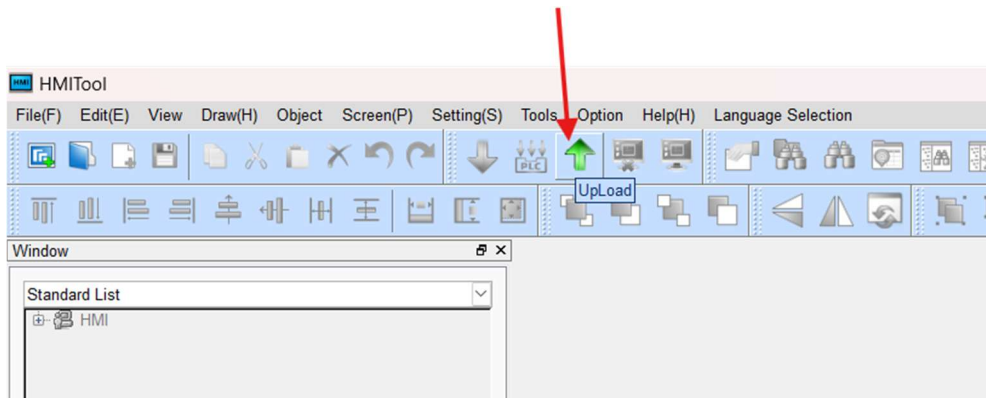 HMI HMITool
File(F) Edit(E) View Draw(H) Object Screen(P) Setting(S) Tools Option Help(H) Language Selection
PLC
UpLoad
Window
Standard List
HMI